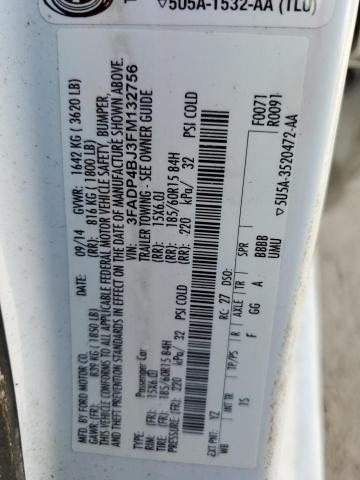 5U5A-1532-AA (TL0)
MFD. BY FORD MOTOR CO.
09/14 GVWR: 1642 KG ( 3620 LB)
GAWR: (FR): 839 KG ( 1850 LB) (RR): 816 KG ( 1800 LB)
THIS VEHICLE CONFORMS TO ALL APPLICABLE FEDERAL MOTOR VEHICLE SAFETY, BUMPER,
AND THEFT PREVENTION STANDARDS IN EFFECT ON THE DATE OF MANUFACTURE SHOWN ABOVE.
VIN: 3FADP4BJ3FM132756
TYPE: Passenger Car TRAILER TOWING - SEE OWNER GUIDE
RIM: (FR): 15X6.0J (RR): 15X6.0J
TIRE: (FR): 185/60R15 84H (RR): 185/60R15 84H
PRESSURE (FR): 220 kPa/ 32 PSI COLD (RR): 220 kPa/ 32 PSI COLD
F0071
R0091
EXT PNT: YZ RC: 27 DSO:
WB INT TR TP/PS R AXLE TR SPR
TS F GG A BBBB
UMU
5U5A-3520472-AA